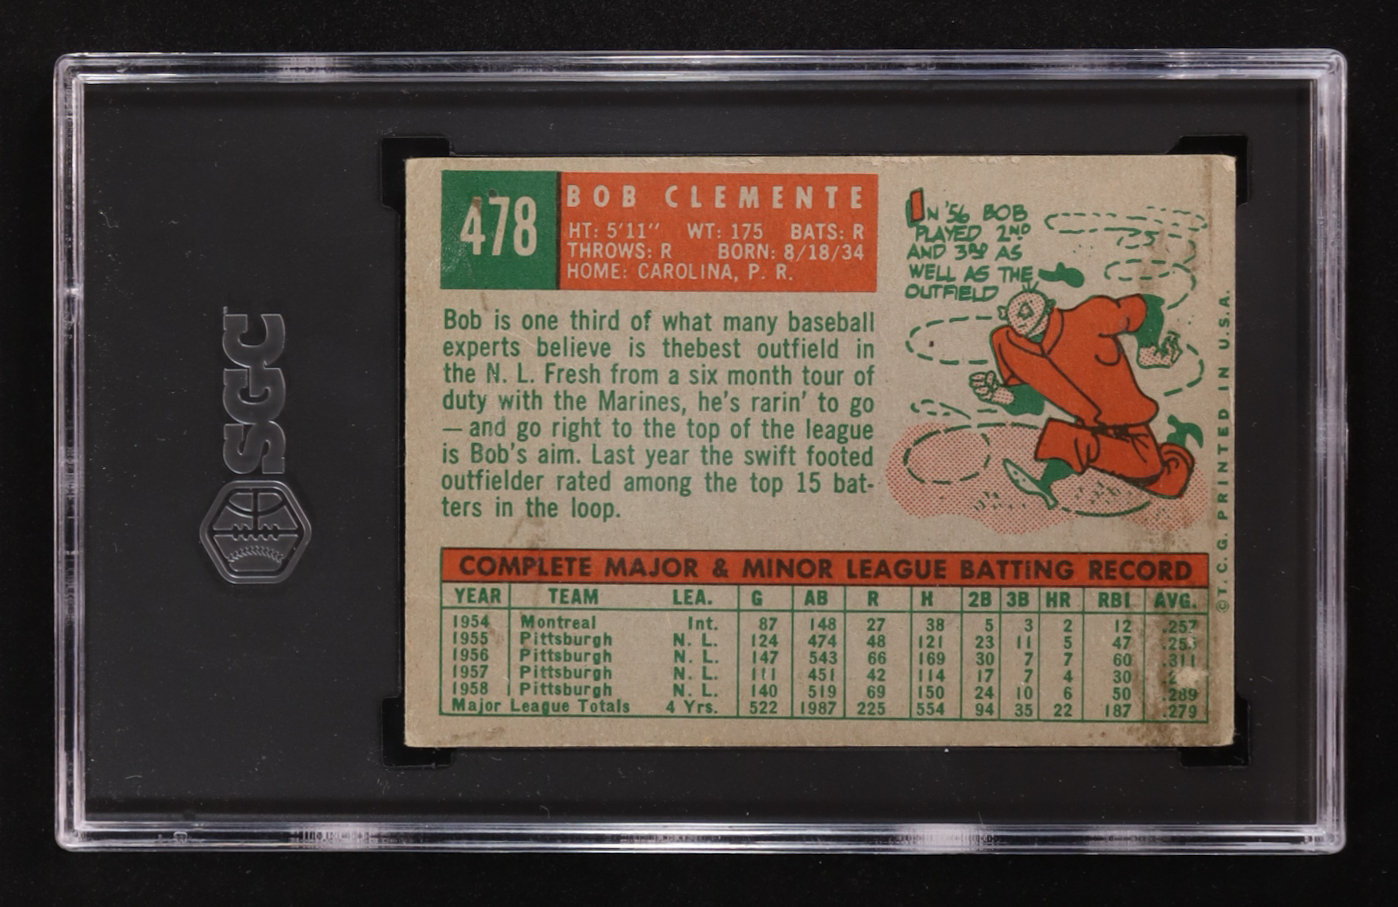 SGC
478
BOB CLEMENTE
HT: 5'11" WT: 175 BATS: R
THROWS: R BORN: 8/18/34
HOME: CAROLINA, P. R.
Bob is one third of what many baseball
experts believe is thebest outfield in
the N. L. Fresh from a six month tour of
duty with the Marines, he's rarin' to go
—and go right to the top of the league
is Bob's aim. Last year the swift footed
outfielder rated among the top 15 bat-
ters in the loop.
IN '56 BOB
PLAYED 2ND
AND 3RD AS
WELL AS THE
OUTFIELD
© T. C. G. PRINTED IN U.S.A.
COMPLETE MAJOR & MINOR LEAGUE BATTING RECORD
YEAR TEAM LEA. G AB R H 2B 3B HR RBI AVG.
1954 Montreal Int. 87 148 27 38 5 3 2 12 .257
1955 Pittsburgh N. L. 124 474 48 121 23 11 5 47 .255
1956 Pittsburgh N. L. 147 543 66 169 30 7 7 60 .311
1957 Pittsburgh N. L. 111 451 42 114 17 7 4 30
1958 Pittsburgh N. L. 140 519 69 150 24 10 6 50 .289
Major League Totals 4 Yrs. 522 1987 225 554 94 35 22 187 .279